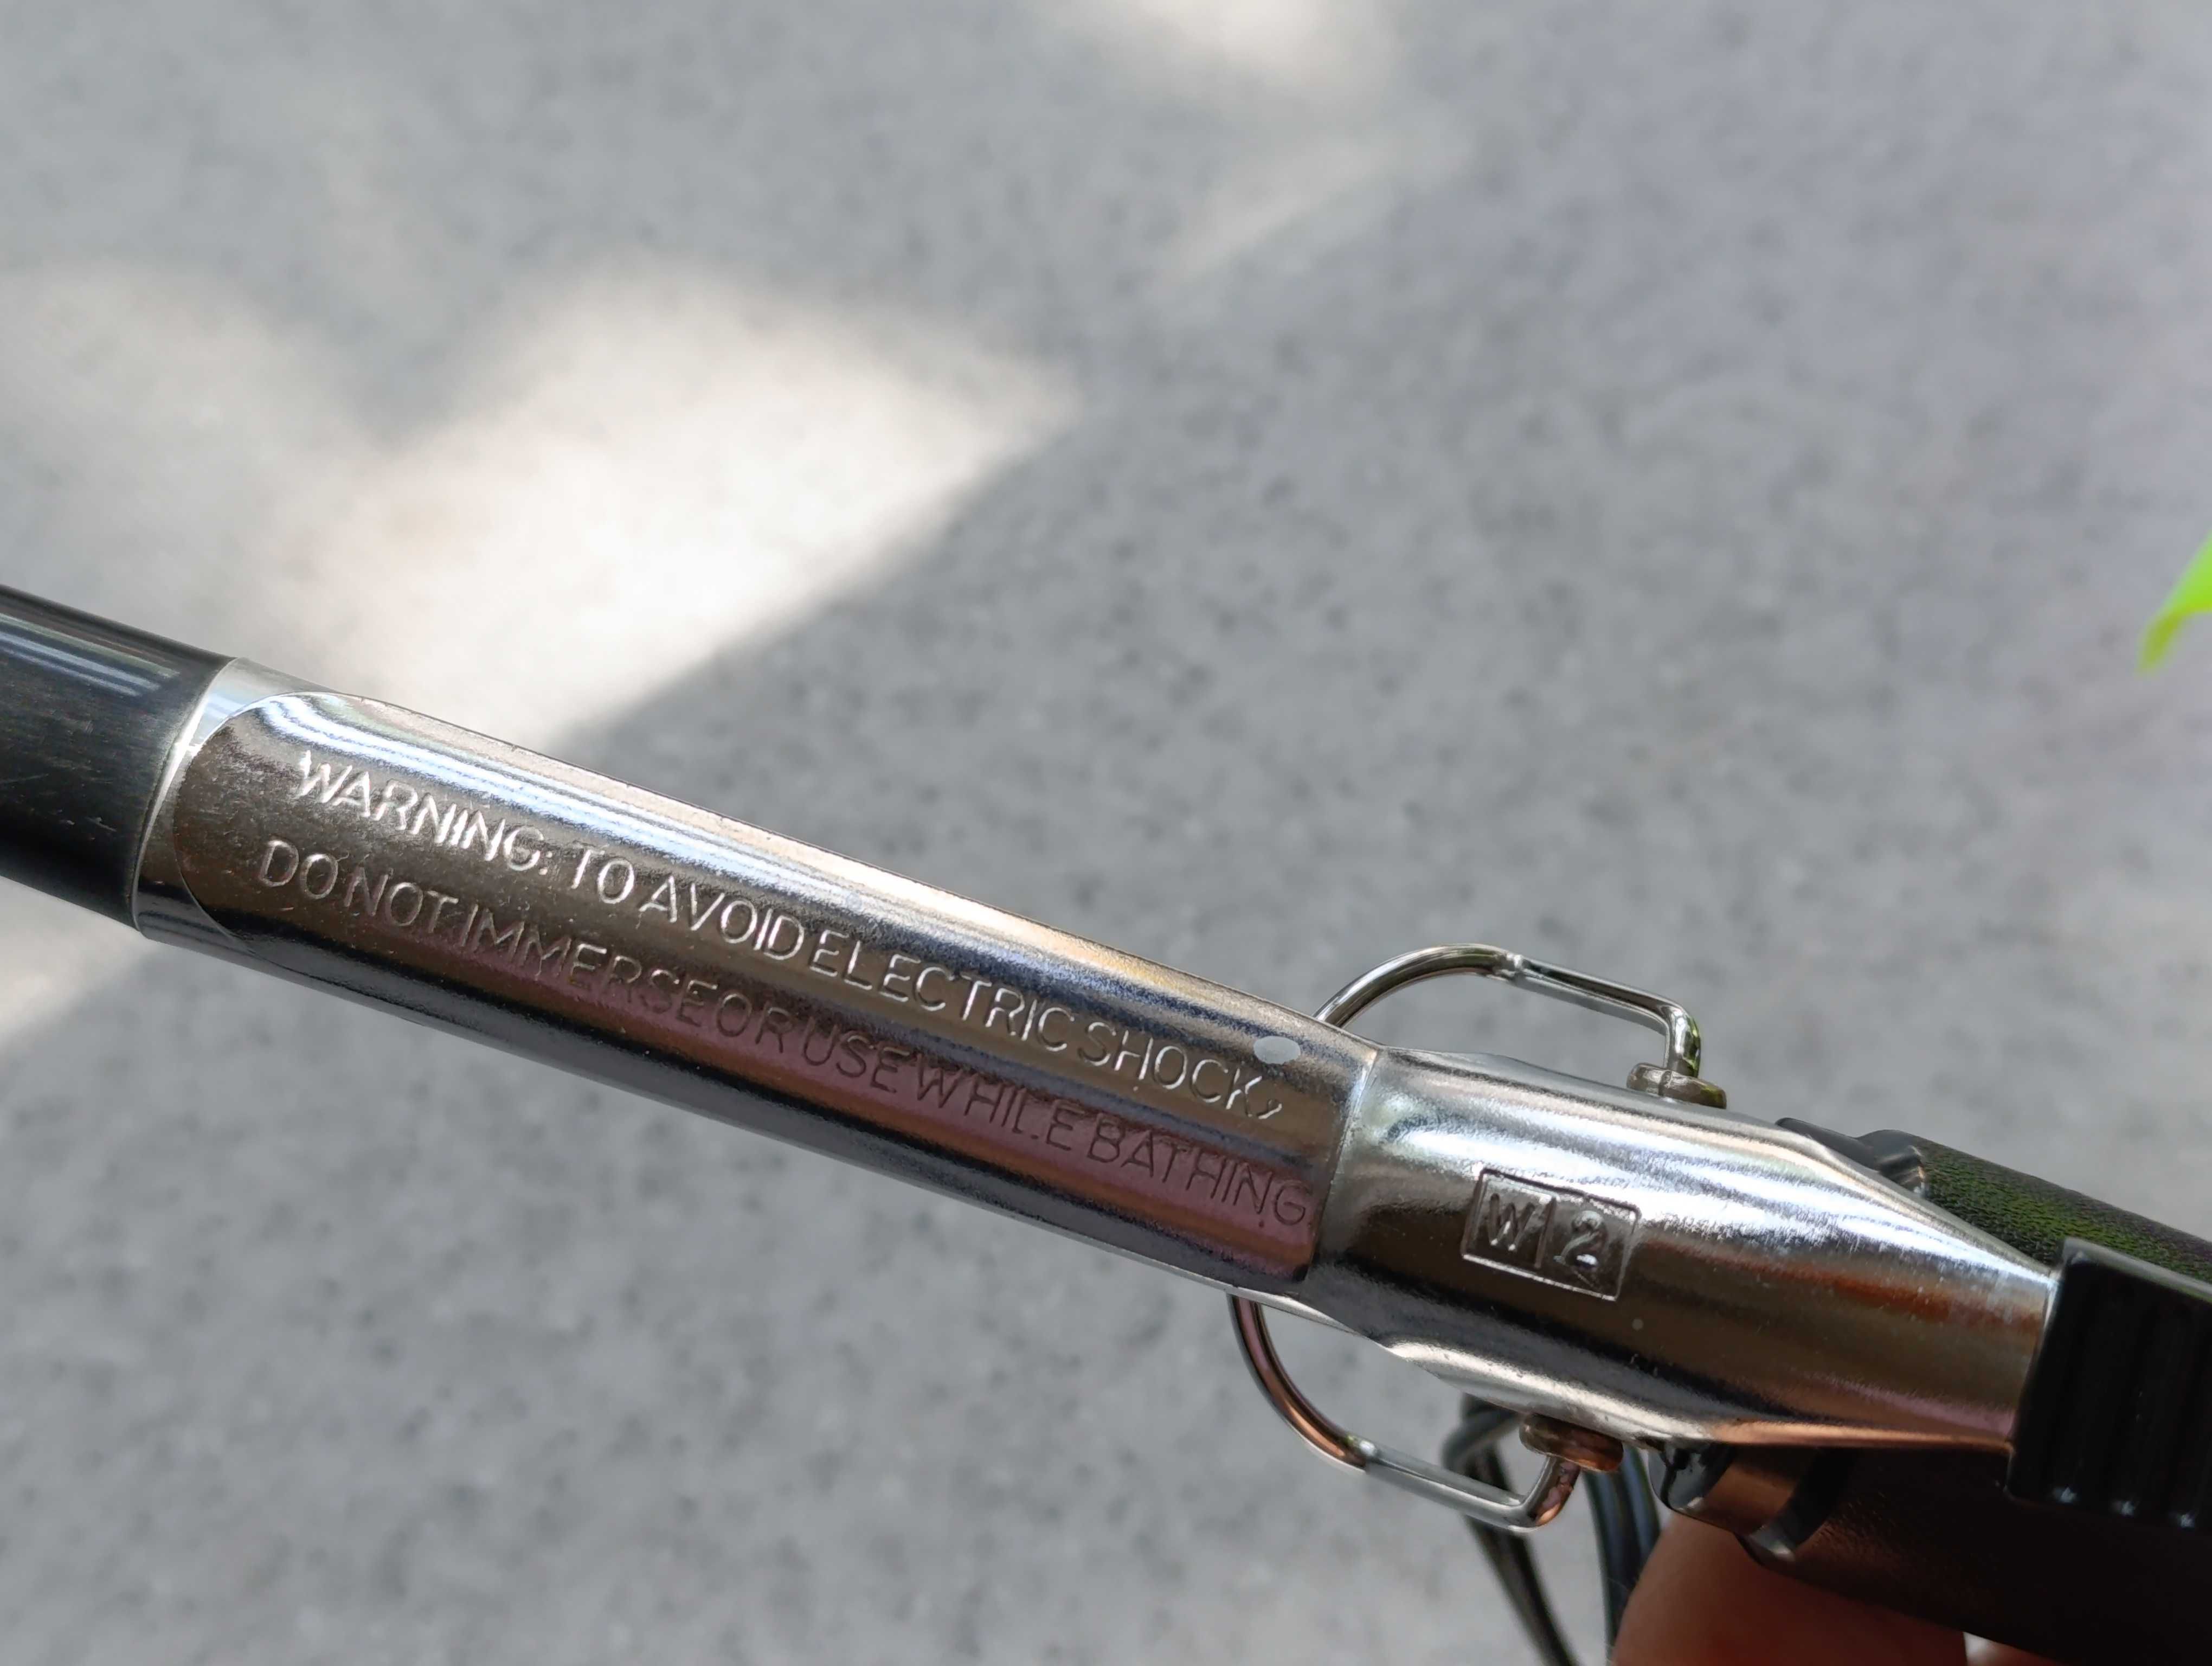 WARNING: TO AVOID ELECTRIC SHOCK,
DO NOT IMMERSE OR USE WHILE BATHING
W 2